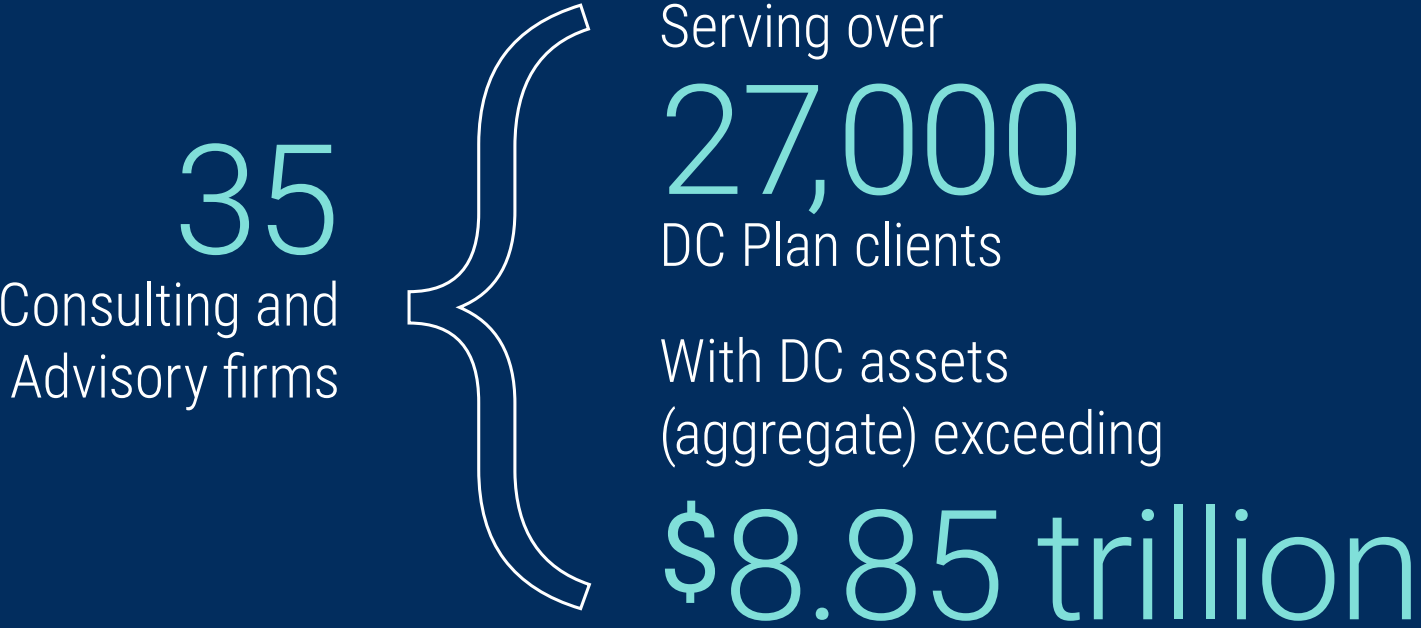 35
Consulting and
Advisory firms
Serving over
27,000
DC Plan clients
With DC assets
(aggregate) exceeding
$8.85 trillion